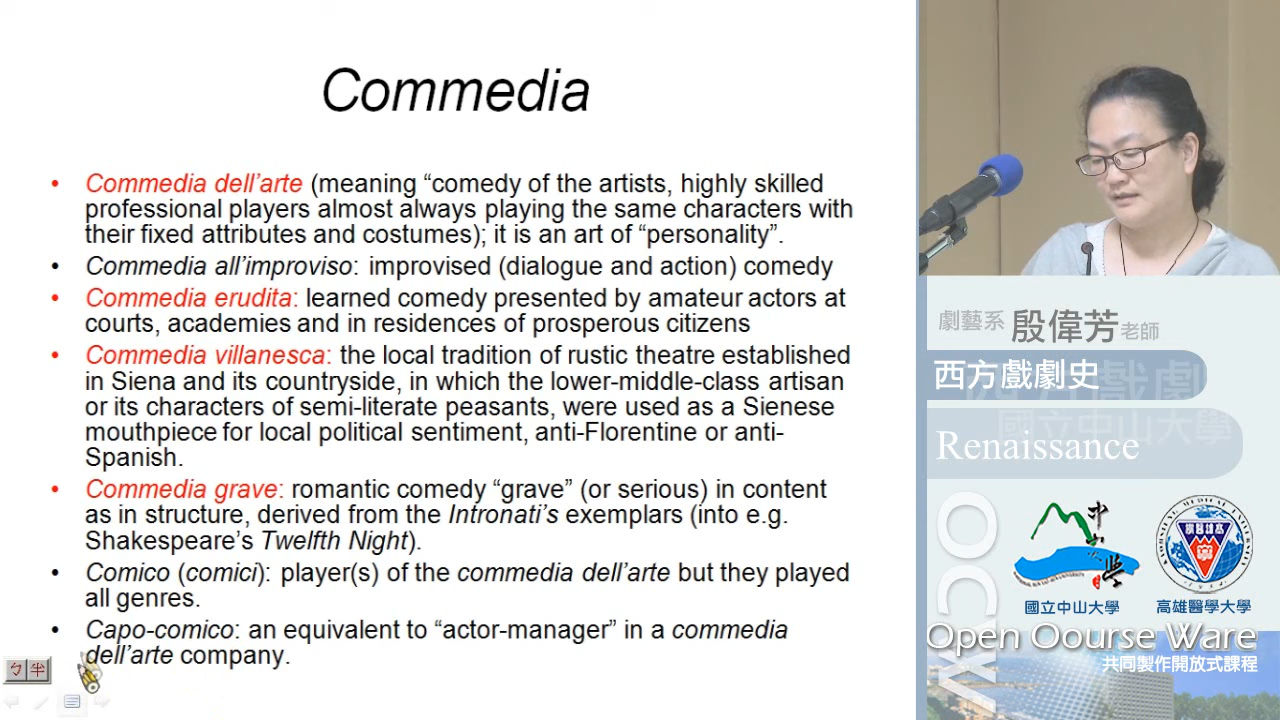 Commedia
• Commedia dell'arte (meaning “comedy of the artists, highly skilled
professional players almost always playing the same characters with
their fixed attributes and costumes); it is an art of “personality”.
• Commedia all'improviso: improvised (dialogue and action) comedy
• Commedia erudita: learned comedy presented by amateur actors at
courts, academies and in residences of prosperous citizens
• Commedia villanesca: the local tradition of rustic theatre established
in Siena and its countryside, in which the lower-middle-class artisan
or its characters of semi-literate peasants, were used as a Sienese
mouthpiece for local political sentiment, anti-Florentine or anti-
Spanish.
• Commedia grave: romantic comedy “grave” (or serious) in content
as in structure, derived from the Intronati's exemplars (into e.g.
Shakespeare's Twelfth Night).
• Comico (comici): player(s) of the commedia dell'arte but they played
all genres.
• Capo-comico: an equivalent to “actor-manager” in a commedia
dell'arte company.
ㄅ半
劇藝系 殷偉芳老師
西方戲劇史
國立中山大學
Renaissance
OCW
中山大學
國立中山大學
高雄醫學大學
Open Oourse Ware
共同製作開放式課程